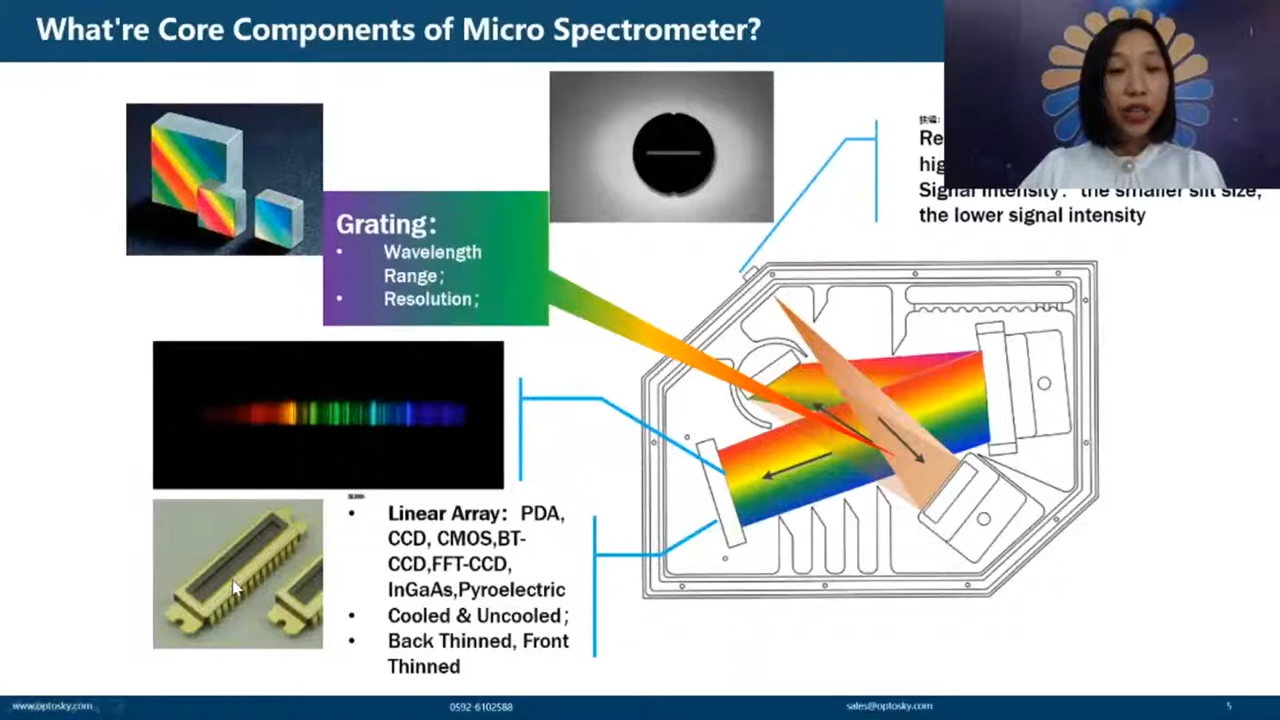 What're Core Components of Micro Spectrometer?
Grating：
• Wavelength
Range；
• Resolution；
Re
hig
Signal Intensity：the smaller slit size,
the lower signal intensity
• Linear Array：PDA,
CCD, CMOS,BT-
CCD,FFT-CCD,
InGaAs,Pyroelectric
• Cooled & Uncooled；
• Back Thinned, Front
Thinned
www.optosky.com
0592-6102588
sales@optosky.com
5